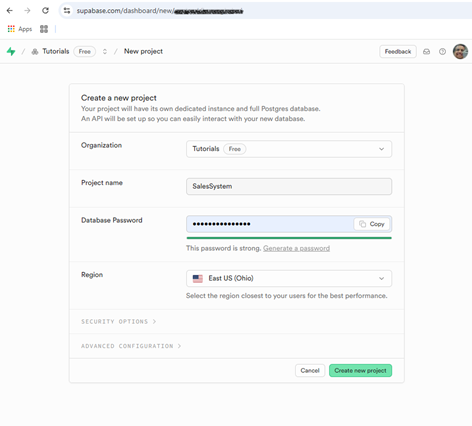 supabase.com/dashboard/new/
Apps
Tutorials Free / New project Feedback
Create a new project
Your project will have its own dedicated instance and full Postgres database.
An API will be set up so you can easily interact with your new database.
Organization Tutorials Free
Project name SalesSystem
Database Password ••••••••••••••• Copy
This password is strong. Generate a password
Region East US (Ohio)
Select the region closest to your users for the best performance.
SECURITY OPTIONS >
ADVANCED CONFIGURATION >
Cancel Create new project